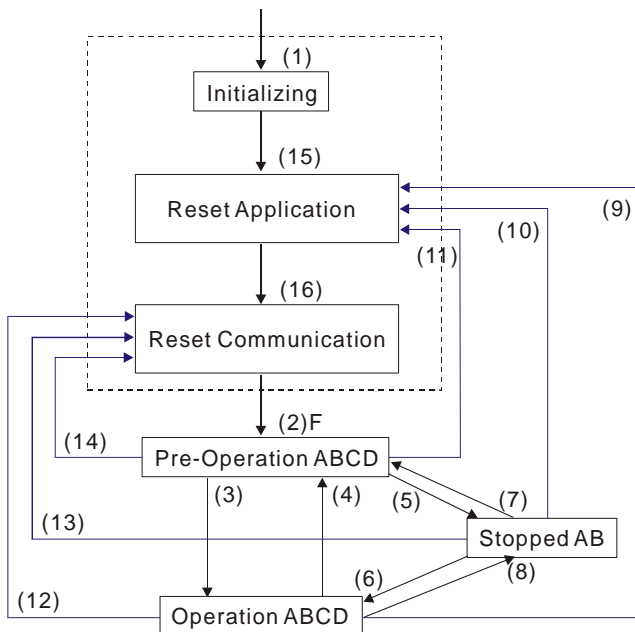 (1)
Initializing
(15)
Reset Application
(9)
(10)
(11)
(16)
Reset Communication
(2)F
(14)
Pre-Operation ABCD
(3)
(4)
(5)
(7)
(13)
Stopped AB
(6)
(8)
(12)
Operation ABCD